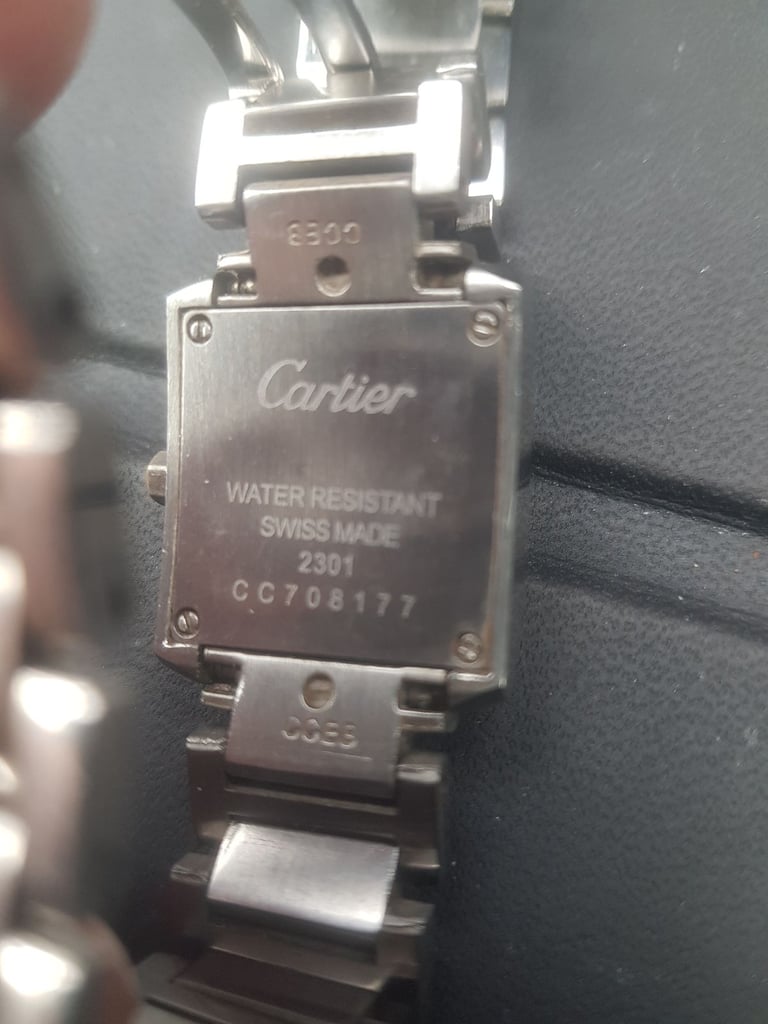 Cartier
WATER RESISTANT
SWISS MADE
2301
CC708177